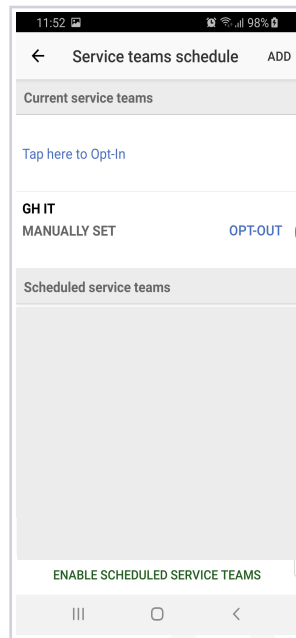 11:52 98%
Service teams schedule ADD
Current service teams
Tap here to Opt-In
GH IT
MANUALLY SET OPT-OUT
Scheduled service teams
ENABLE SCHEDULED SERVICE TEAMS